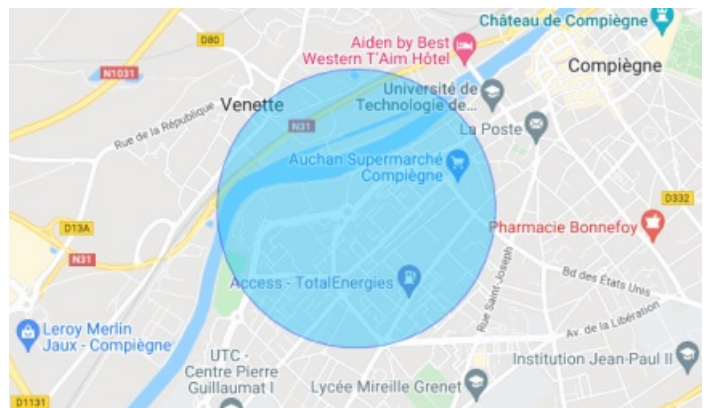 Château de Compiègne
D80
Aiden by Best
Western T'Aim Hôtel
Compiègne
N1031
Université de
Technologie de...
Venette
N31
Rue de la République
La Poste
Auchan Supermarché
Compiègne
D332
D13A
Pharmacie Bonnefoy
N31
Rue Saint-Joseph
Bd des États Unis
Access - TotalEnergies
Av. de la Libération
Leroy Merlin
Jaux - Compiègne
UTC -
Centre Pierre
Guillaumat I
Institution Jean-Paul II
Lycée Mireille Grenet
D1131